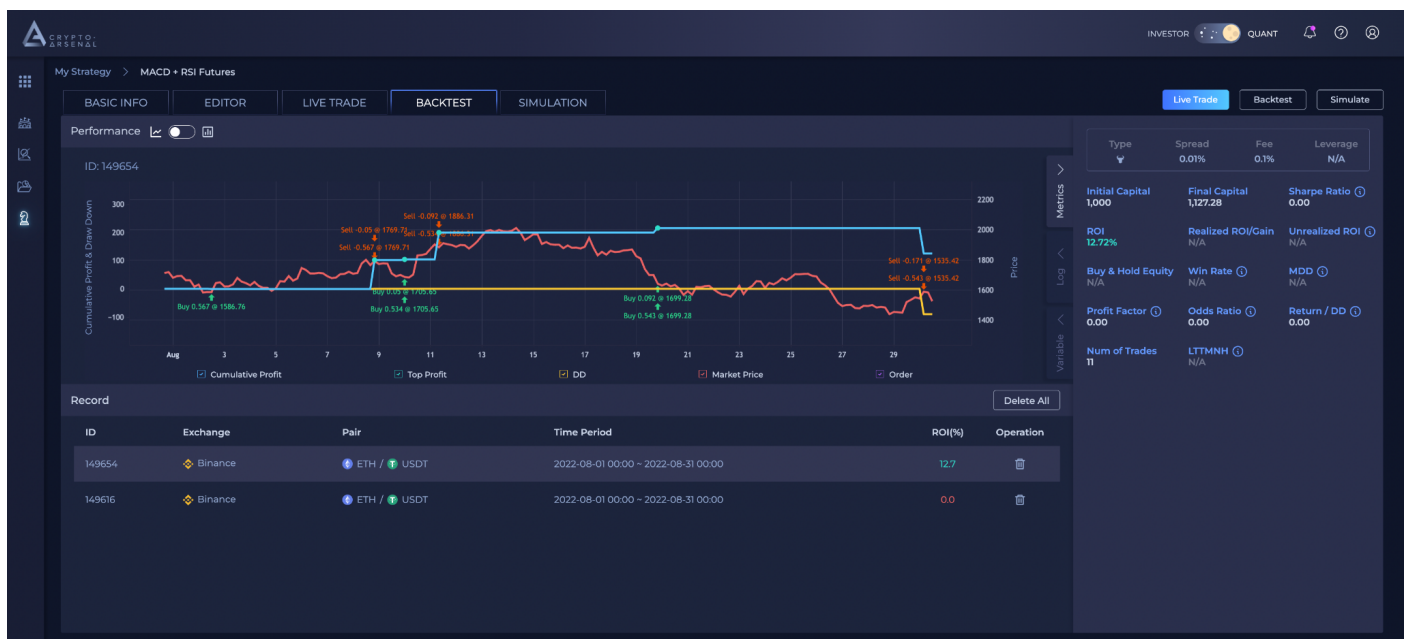 CRYPTO-
ARSENAL
INVESTOR QUANT
My Strategy > MACD + RSI Futures
BASIC INFO EDITOR LIVE TRADE BACKTEST SIMULATION
Live Trade Backtest Simulate
Performance
ID: 149654
Cumulative Profit & Draw Down
300
200
100
0
-100
2200
2000
1800
1600
1400
Price
Sell -0.092 @ 1886.31
Sell -0.05 @ 1769.71
Sell -0.534 @ 1886.31
Sell -0.567 @ 1769.71
Sell -0.171 @ 1535.42
Sell -0.543 @ 1535.42
Buy 0.567 @ 1586.76
Buy 0.05 @ 1705.65
Buy 0.534 @ 1705.65
Buy 0.092 @ 1699.28
Buy 0.543 @ 1699.28
Aug 3 5 7 9 11 13 15 17 19 21 23 25 27 29
Cumulative Profit Top Profit DD Market Price Order
Metrics
Log
Variable
Type Spread Fee Leverage
0.01% 0.1% N/A
Initial Capital Final Capital Sharpe Ratio
1,000 1,127.28 0.00
ROI Realized ROI/Gain Unrealized ROI
12.72% N/A N/A
Buy & Hold Equity Win Rate MDD
N/A N/A N/A
Profit Factor Odds Ratio Return / DD
0.00 0.00 0.00
Num of Trades LTTMNH
11 N/A
Record Delete All
ID Exchange Pair Time Period ROI(%) Operation
149654 Binance ETH / USDT 2022-08-01 00:00 ~ 2022-08-31 00:00 12.7
149616 Binance ETH / USDT 2022-08-01 00:00 ~ 2022-08-31 00:00 0.0